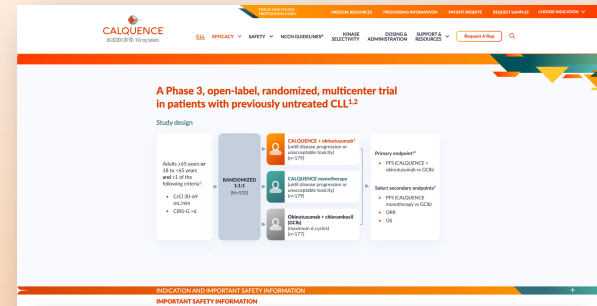 FOR US HEALTHCARE PROFESSIONALS ONLY
MEDICAL RESOURCES
PRESCRIBING INFORMATION
PATIENT WEBSITE
REQUEST SAMPLES
CHOOSE INDICATION
CALQUENCE
acalabrutinib 100 mg tablets
CLL
EFFICACY
SAFETY
NCCN GUIDELINES®
KINASE SELECTIVITY
DOSING & ADMINISTRATION
SUPPORT & RESOURCES
Request A Rep
A Phase 3, open-label, randomized, multicenter trial
in patients with previously untreated CLL1,2
Study design
Adults ≥65 years or
18 to <65 years
and ≥1 of the
following criteria:
• CrCl 30-69
mL/min
• CIRS-G >6
RANDOMIZED
1:1:1
(N=535)
CALQUENCE + obinutuzumab
(until disease progression or
unacceptable toxicity)
(n=179)
CALQUENCE monotherapy
(until disease progression or
unacceptable toxicity)
(n=179)
Obinutuzumab + chlorambucil
(GClb)
(maximum 6 cycles)
(n=177)
Primary endpoint
• PFS (CALQUENCE +
obinutuzumab vs GClb)
Select secondary endpoints
• PFS (CALQUENCE
monotherapy vs GClb)
• ORR
• OS
INDICATION AND IMPORTANT SAFETY INFORMATION
+
IMPORTANT SAFETY INFORMATION